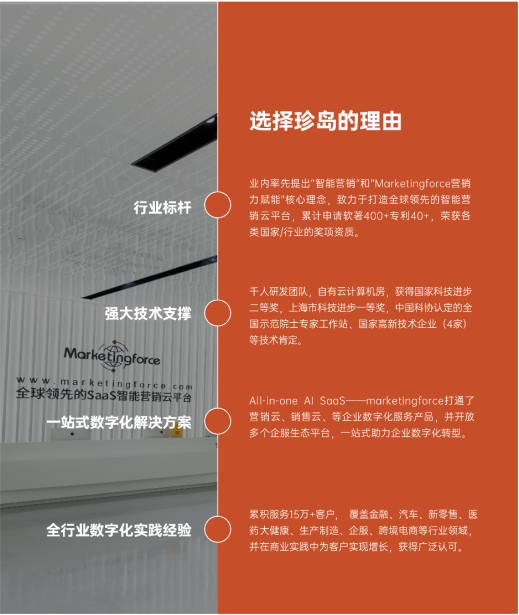 选择珍岛的理由
行业标杆
业内率先提出"智能营销"和"Marketingforce营销
力赋能"核心理念，致力于打造全球领先的智能营
销云平台，累计申请软著400+专利40+，荣获各
类国家/行业的奖项资质。
强大技术支撑
千人研发团队，自有云计算机房，获得国家科技进步
二等奖，上海市科技进步一等奖，中国科协认定的全
国示范院士专家工作站、国家高新技术企业（4家）
等技术肯定。
Marketingforce
www.marketingforce.com
全球领先的SaaS智能营销云平台
一站式数字化解决方案
All-in-one AI SaaS——marketingforce打通了
营销云、销售云、等企业数字化服务产品，并开放
多个企服生态平台，一站式助力企业数字化转型。
全行业数字化实践经验
累积服务15万+客户， 覆盖金融、汽车、新零售、医
药大健康、生产制造、企服、跨境电商等行业领域，
并在商业实践中为客户实现增长，获得广泛认可。